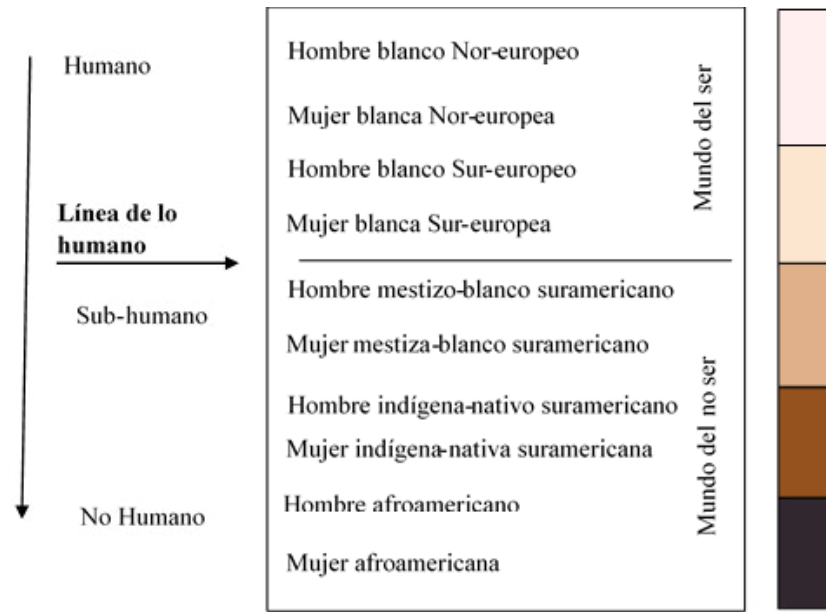 Humano
Línea de lo
humano
Sub-humano
No Humano
Hombre blanco Nor-europeo
Mujer blanca Nor-europea
Hombre blanco Sur-europeo
Mujer blanca Sur-europea
Hombre mestizo-blanco suramericano
Mujer mestiza-blanco suramericano
Hombre indígena-nativo suramericano
Mujer indígena-nativa suramericana
Hombre afroamericano
Mujer afroamericana
Mundo del ser
Mundo del no ser